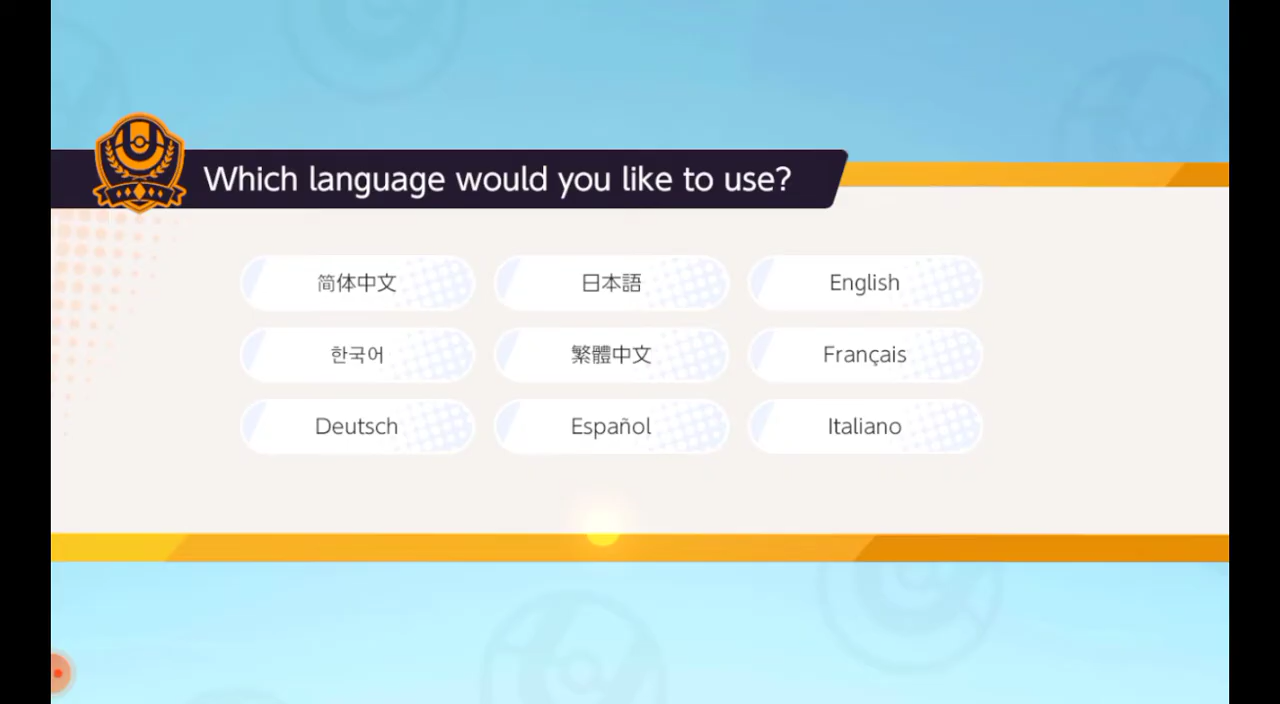 Which language would you like to use?
简体中文
日本語
English
한국어
繁體中文
Français
Deutsch
Español
Italiano